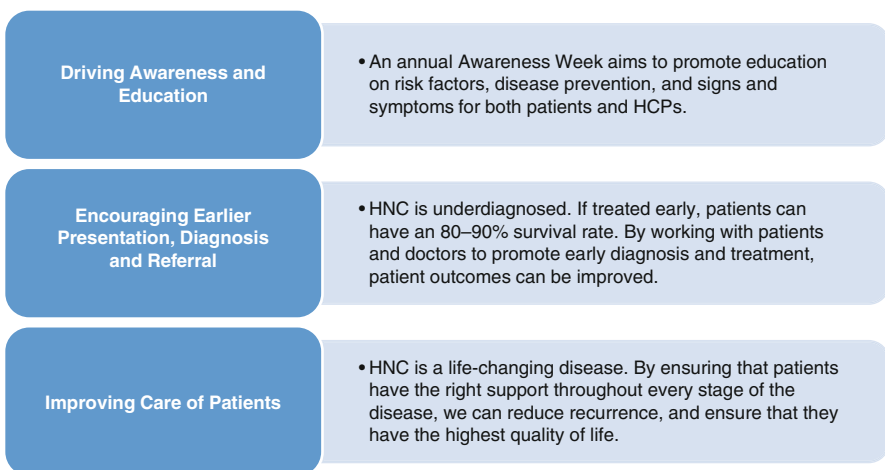 Driving Awareness and
Education
• An annual Awareness Week aims to promote education
on risk factors, disease prevention, and signs and
symptoms for both patients and HCPs.
Encouraging Earlier
Presentation, Diagnosis
and Referral
• HNC is underdiagnosed. If treated early, patients can
have an 80–90% survival rate. By working with patients
and doctors to promote early diagnosis and treatment,
patient outcomes can be improved.
Improving Care of Patients
• HNC is a life-changing disease. By ensuring that patients
have the right support throughout every stage of the
disease, we can reduce recurrence, and ensure that they
have the highest quality of life.